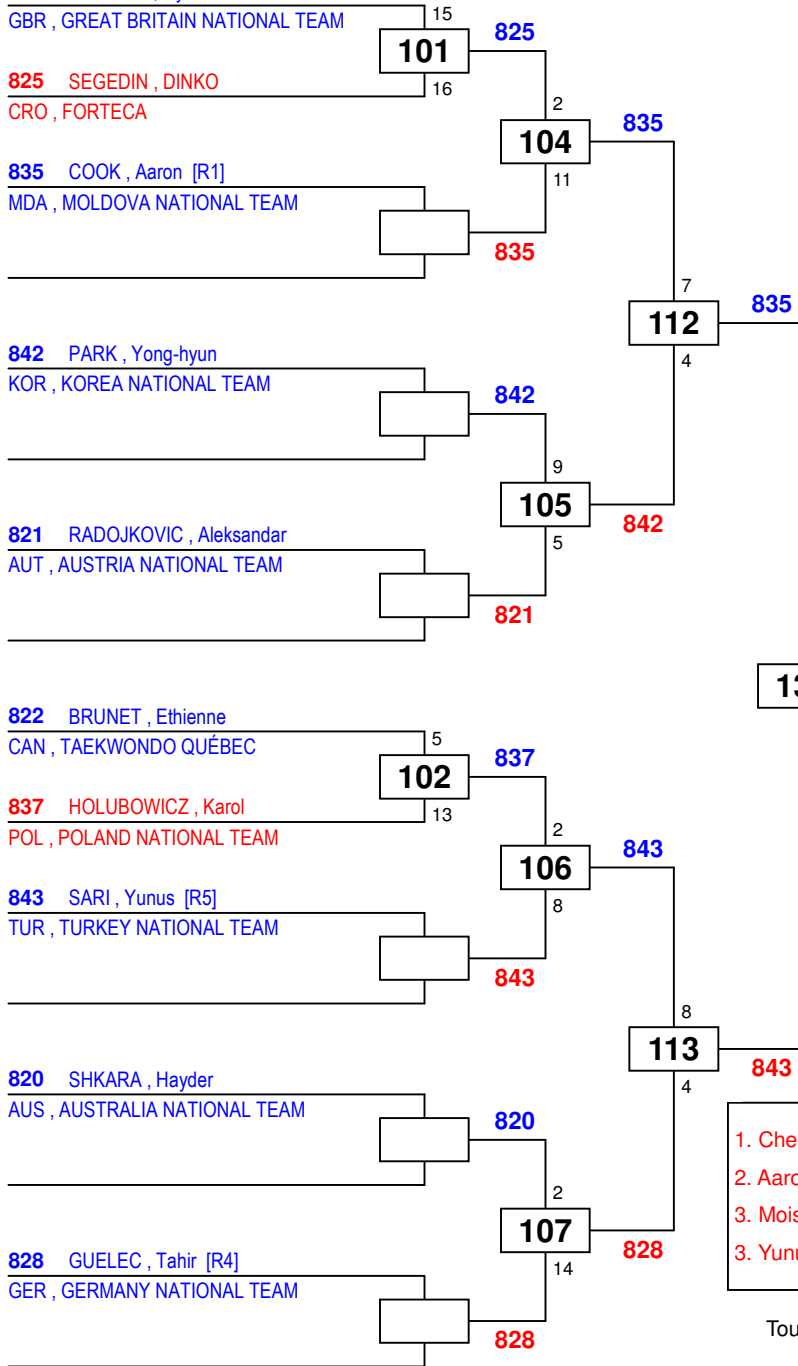 GBR , GREAT BRITAIN NATIONAL TEAM
15
101
825
825 SEGEDIN , DINKO
16
CRO , FORTECA
2
104
835
835 COOK , Aaron [R1]
11
MDA , MOLDOVA NATIONAL TEAM
835
7
112
835
842 PARK , Yong-hyun
4
KOR , KOREA NATIONAL TEAM
842
9
105
842
821 RADOJKOVIC , Aleksandar
5
AUT , AUSTRIA NATIONAL TEAM
821
822 BRUNET , Ethienne
5
CAN , TAEKWONDO QUÉBEC
102
837
837 HOLUBOWICZ , Karol
13
POL , POLAND NATIONAL TEAM
2
106
843
843 SARI , Yunus [R5]
8
TUR , TURKEY NATIONAL TEAM
843
8
113
843
820 SHKARA , Hayder
4
AUS , AUSTRALIA NATIONAL TEAM
820
1. Che
2. Aaro
3. Mois
3. Yunu
2
107
828
828 GUELEC , Tahir [R4]
14
GER , GERMANY NATIONAL TEAM
828
Tou